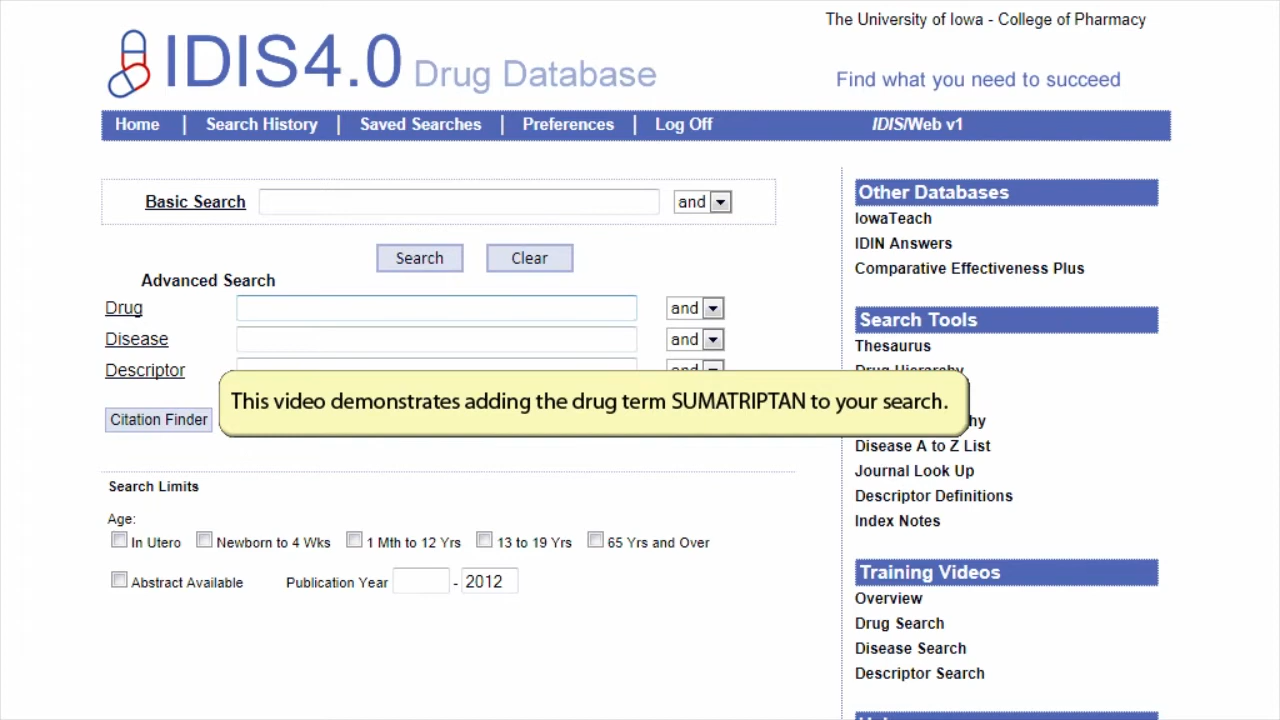 The University of Iowa - College of Pharmacy
IDIS4.0 Drug Database
Find what you need to succeed
Home | Search History | Saved Searches | Preferences | Log Off
IDIS/Web v1
Basic Search
and
Search
Clear
Advanced Search
Drug
and
Disease
and
Descriptor
and
This video demonstrates adding the drug term SUMATRIPTAN to your search.
Citation Finder
Search Limits
Age:
In Utero
Newborn to 4 Wks
1 Mth to 12 Yrs
13 to 19 Yrs
65 Yrs and Over
Abstract Available
Publication Year
- 2012
Other Databases
IowaTeach
IDIN Answers
Comparative Effectiveness Plus
Search Tools
Thesaurus
Drug Hierarchy
Disease A to Z List
Journal Look Up
Descriptor Definitions
Index Notes
Training Videos
Overview
Drug Search
Disease Search
Descriptor Search